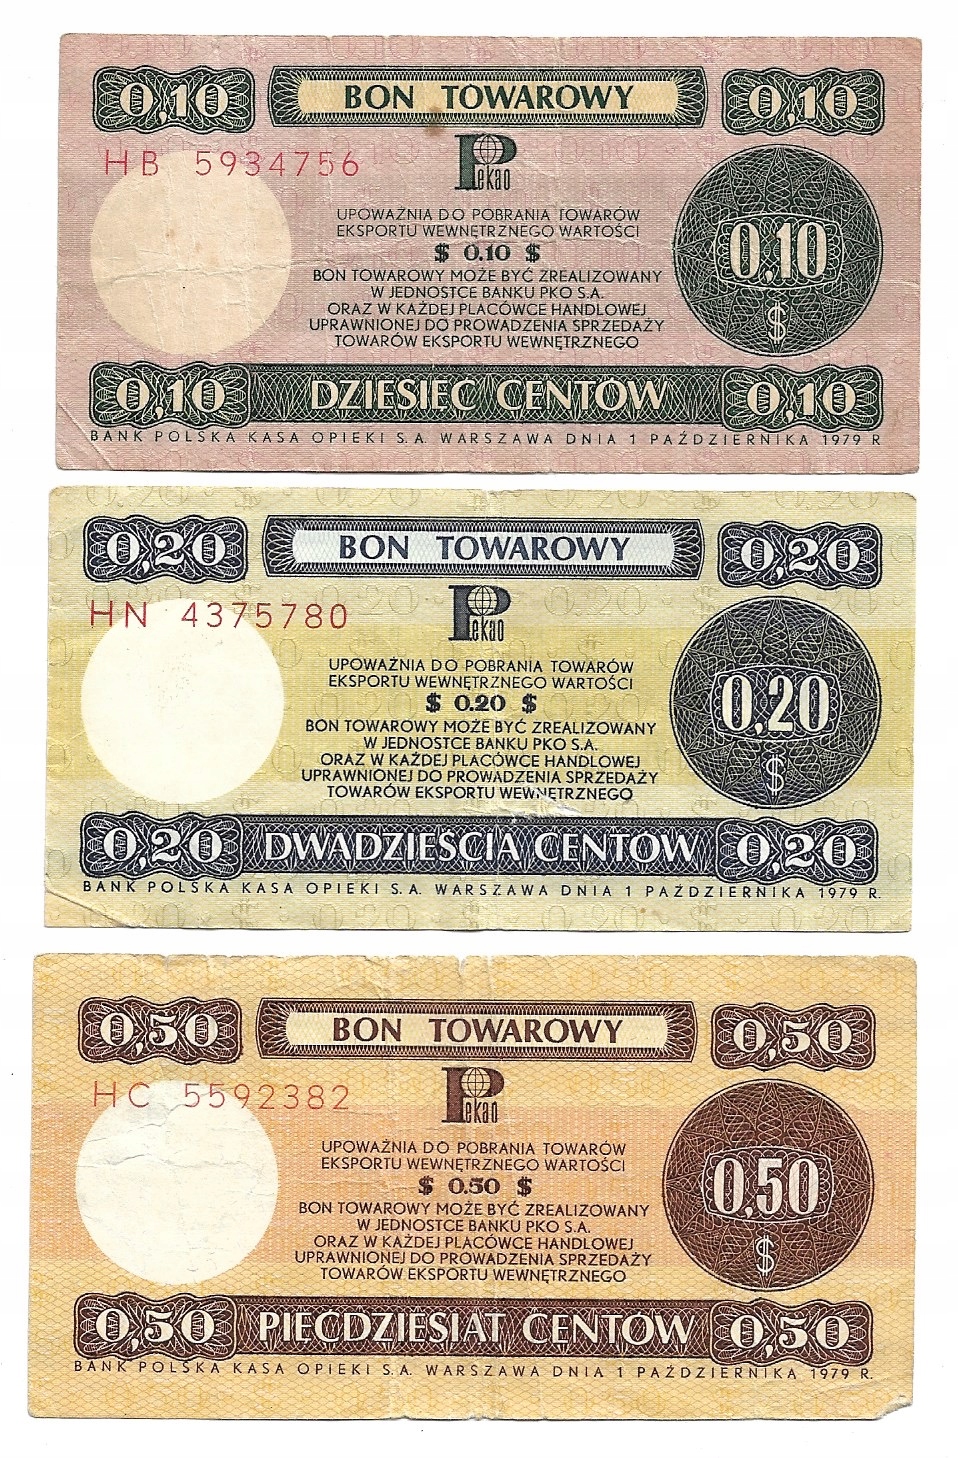 0,10 BON TOWAROWY 0,10
HB 5934756
Pekao
UPOWAŻNIA DO POBRANIA TOWARÓW
EKSPORTU WEWNĘTRZNEGO WARTOŚCI
$ 0.10 $
BON TOWAROWY MOŻE BYĆ ZREALIZOWANY
W JEDNOSTCE BANKU PKO S.A.
ORAZ W KAŻDEJ PLACÓWCE HANDLOWEJ
UPRAWNIONEJ DO PROWADZENIA SPRZEDAŻY
TOWARÓW EKSPORTU WEWNĘTRZNEGO
0,10
$
0,10 DZIESIĘĆ CENTÓW 0,10
BANK POLSKA KASA OPIEKI S.A. WARSZAWA DNIA 1 PAŹDZIERNIKA 1979 R
0,20 BON TOWAROWY 0,20
HN 4375780
Pekao
UPOWAŻNIA DO POBRANIA TOWARÓW
EKSPORTU WEWNĘTRZNEGO WARTOŚCI
$ 0.20 $
BON TOWAROWY MOŻE BYĆ ZREALIZOWANY
W JEDNOSTCE BANKU PKO S.A.
ORAZ W KAŻDEJ PLACÓWCE HANDLOWEJ
UPRAWNIONEJ DO PROWADZENIA SPRZEDAŻY
TOWARÓW EKSPORTU WEWNĘTRZNEGO
0,20
$
0,20 DWADZIEŚCIA CENTÓW 0,20
BANK POLSKA KASA OPIEKI S.A. WARSZAWA DNIA 1 PAŹDZIERNIKA 1979 R.
0,50 BON TOWAROWY 0,50
HC 5592382
Pekao
UPOWAŻNIA DO POBRANIA TOWARÓW
EKSPORTU WEWNĘTRZNEGO WARTOŚCI
$ 0.50 $
BON TOWAROWY MOŻE BYĆ ZREALIZOWANY
W JEDNOSTCE BANKU PKO S.A.
ORAZ W KAŻDEJ PLACÓWCE HANDLOWEJ
UPRAWNIONEJ DO PROWADZENIA SPRZEDAŻY
TOWARÓW EKSPORTU WEWNĘTRZNEGO
0,50
$
0,50 PIĘĆDZIESIĄT CENTÓW 0,50
BANK POLSKA KASA OPIEKI S.A. WARSZAWA DNIA 1 PAŹDZIERNIKA 1979 R.